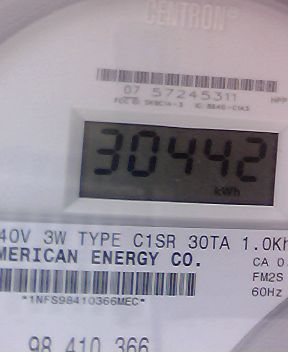 CENTRON®
07 57245311 HPP
30442
kWh
40V 3W TYPE C1SR 30TA 1.0Kh
MERICAN ENERGY CO.
CA 0
FM2S
60Hz
*1NFS98410366MEC*
98 410 366